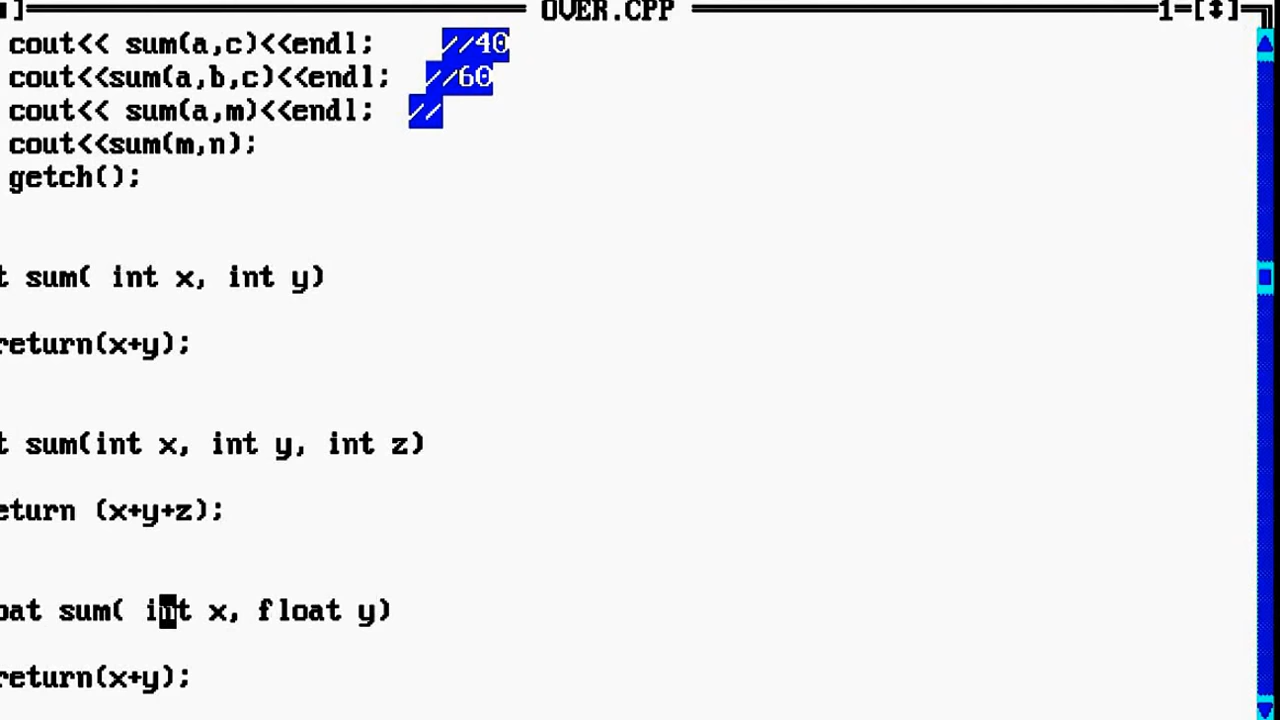 OVER.CPP 1=[↕]
cout<< sum(a,c)<<endl; //40
cout<<sum(a,b,c)<<endl; //60
cout<< sum(a,m)<<endl; //
cout<<sum(m,n);
getch();
t sum( int x, int y)
return(x+y);
t sum(int x, int y, int z)
eturn (x+y+z);
oat sum( int x, float y)
return(x+y);